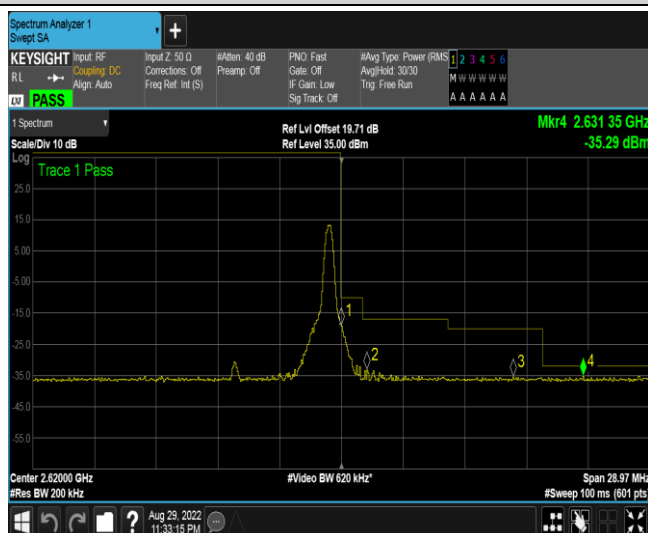 Spectrum Analyzer 1
Swept SA
KEYSIGHT Input: RF Input Z: 50 Ω #Atten: 40 dB PNO: Fast #Avg Type: Power (RMS 1 2 3 4 5 6
RL Coupling: DC Corrections: Off Preamp: Off Gate: Off Avg|Hold: 30/30 M W W W W W
Align: Auto Freq Ref: Int (S) IF Gain: Low Trig: Free Run
LXI PASS Sig Track: Off A A A A A A
1 Spectrum Ref Lvl Offset 19.71 dB Mkr4 2.631 35 GHz
Scale/Div 10 dB Ref Level 35.00 dBm -35.29 dBm
Log
Trace 1 Pass
25.0
15.0
5.00
-5.00
1
-15.0
2
-25.0
3
4
-35.0
-45.0
-55.0
Center 2.62000 GHz #Video BW 620 kHz* Span 28.97 MHz
#Res BW 200 kHz #Sweep 100 ms (601 pts)
? Aug 29, 2022
11:33:15 PM